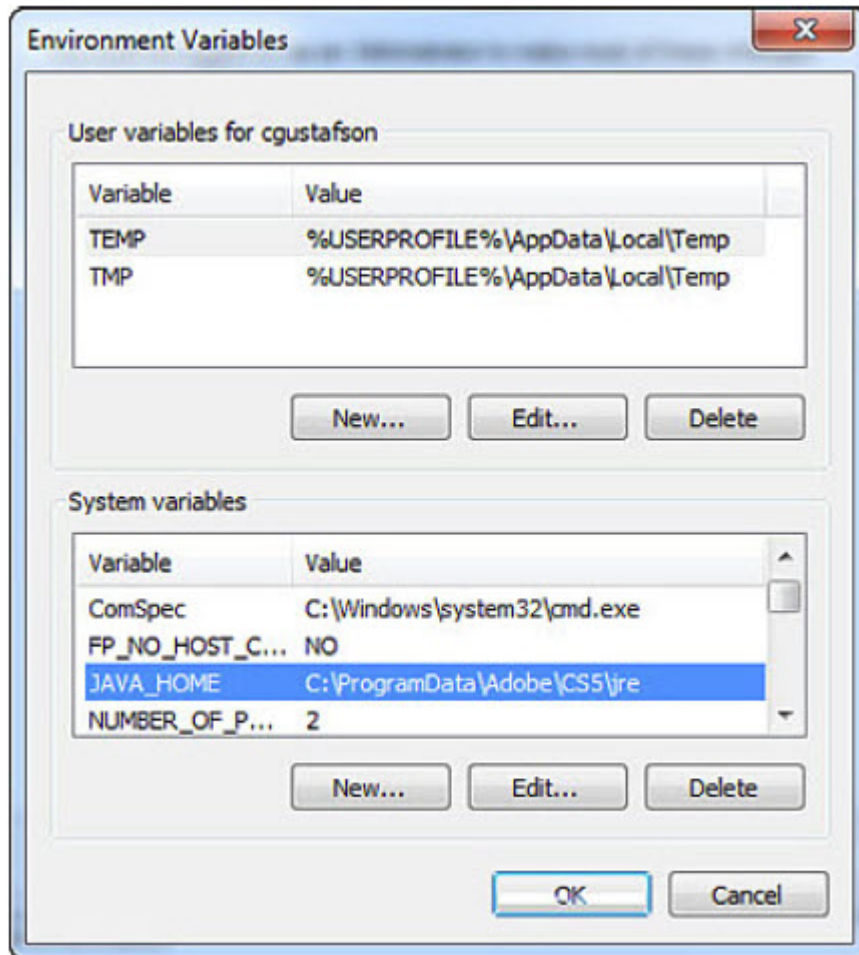 Environment Variables
User variables for cgustafson
Variable Value
TEMP %USERPROFILE%\AppData\Local\Temp
TMP %USERPROFILE%\AppData\Local\Temp
New... Edit... Delete
System variables
Variable Value
ComSpec C:\Windows\system32\cmd.exe
FP_NO_HOST_C... NO
JAVA_HOME C:\ProgramData\Adobe\CS5\jre
NUMBER_OF_P... 2
New... Edit... Delete
OK Cancel